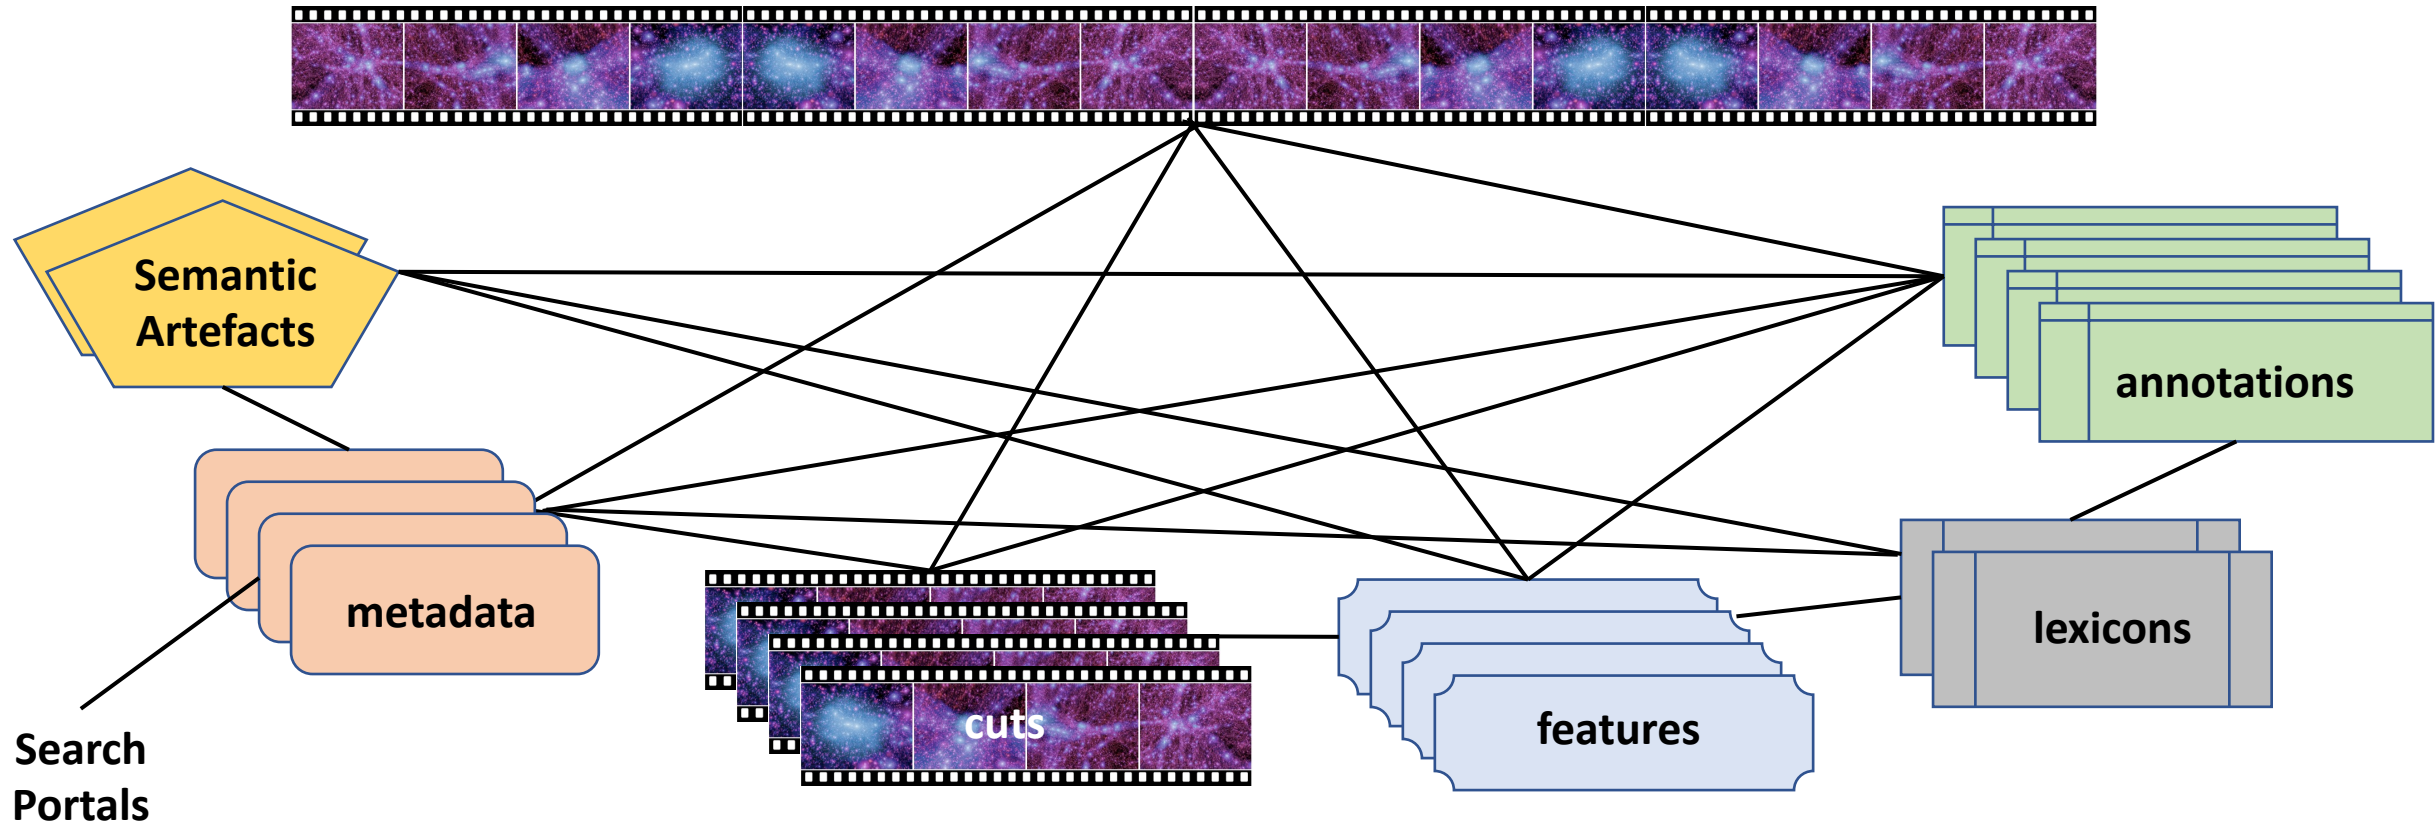 Semantic
Artefacts
annotations
metadata
lexicons
cuts
features
Search
Portals